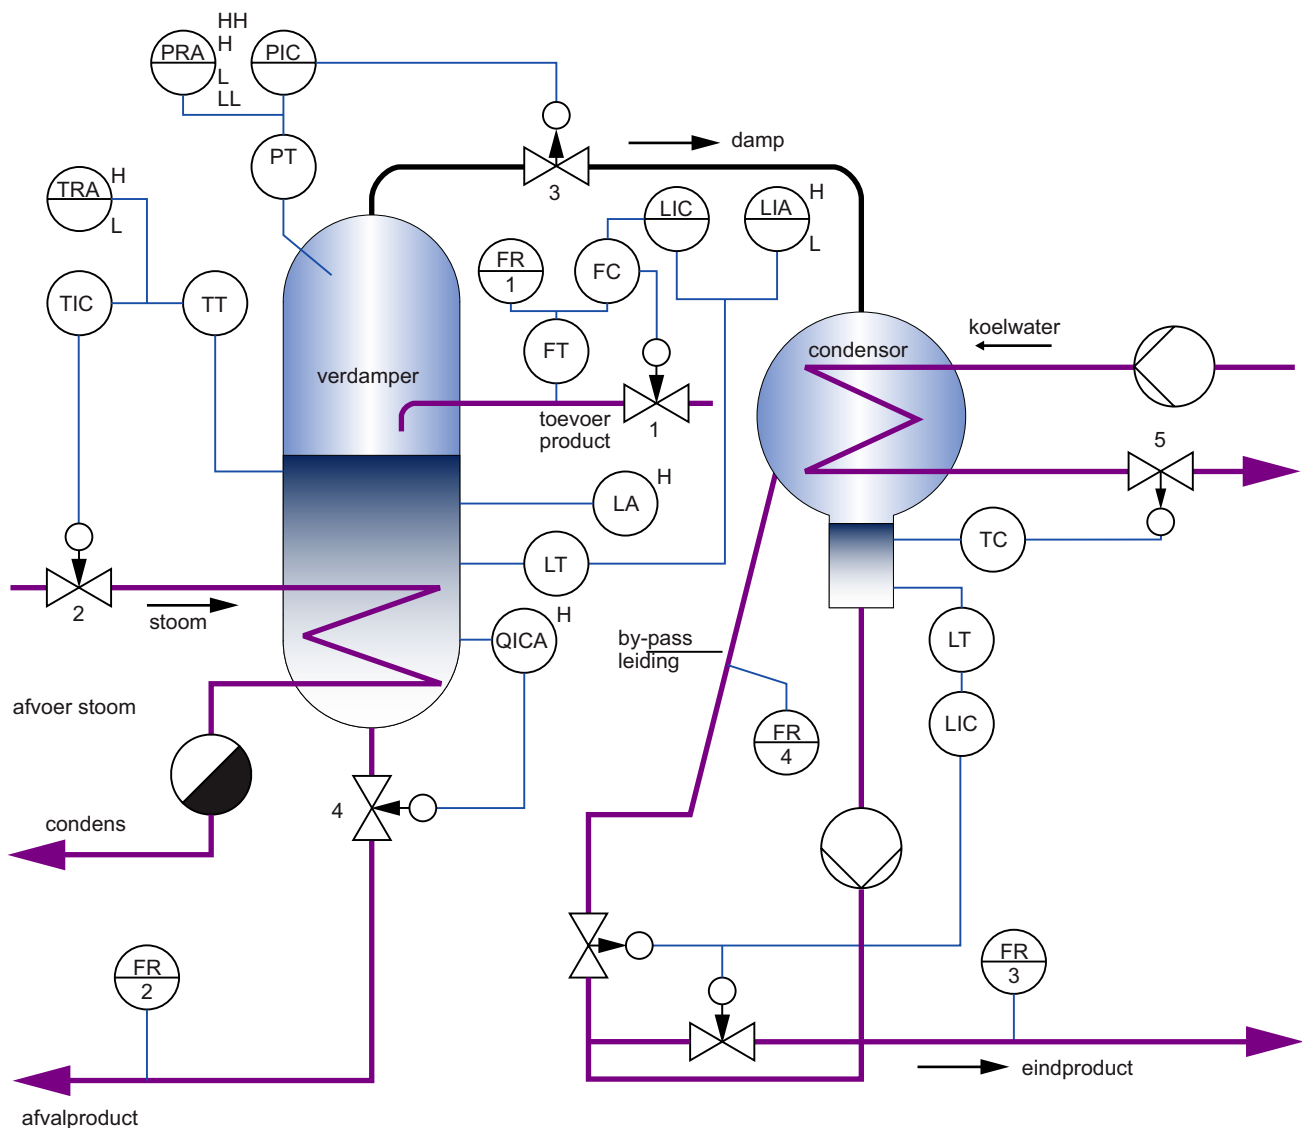 HH
PRA
H
PIC
L
LL
PT
damp
3
TRA
H
L
LIC
LIA
H
L
FR
1
FC
TIC
TT
koelwater
FT
condensor
verdamper
toevoer
product
1
5
LA
H
TC
LT
2
stoom
QICA
H
by-pass
leiding
LT
afvoer stoom
LIC
FR
4
4
condens
FR
2
FR
3
eindproduct
afvalproduct